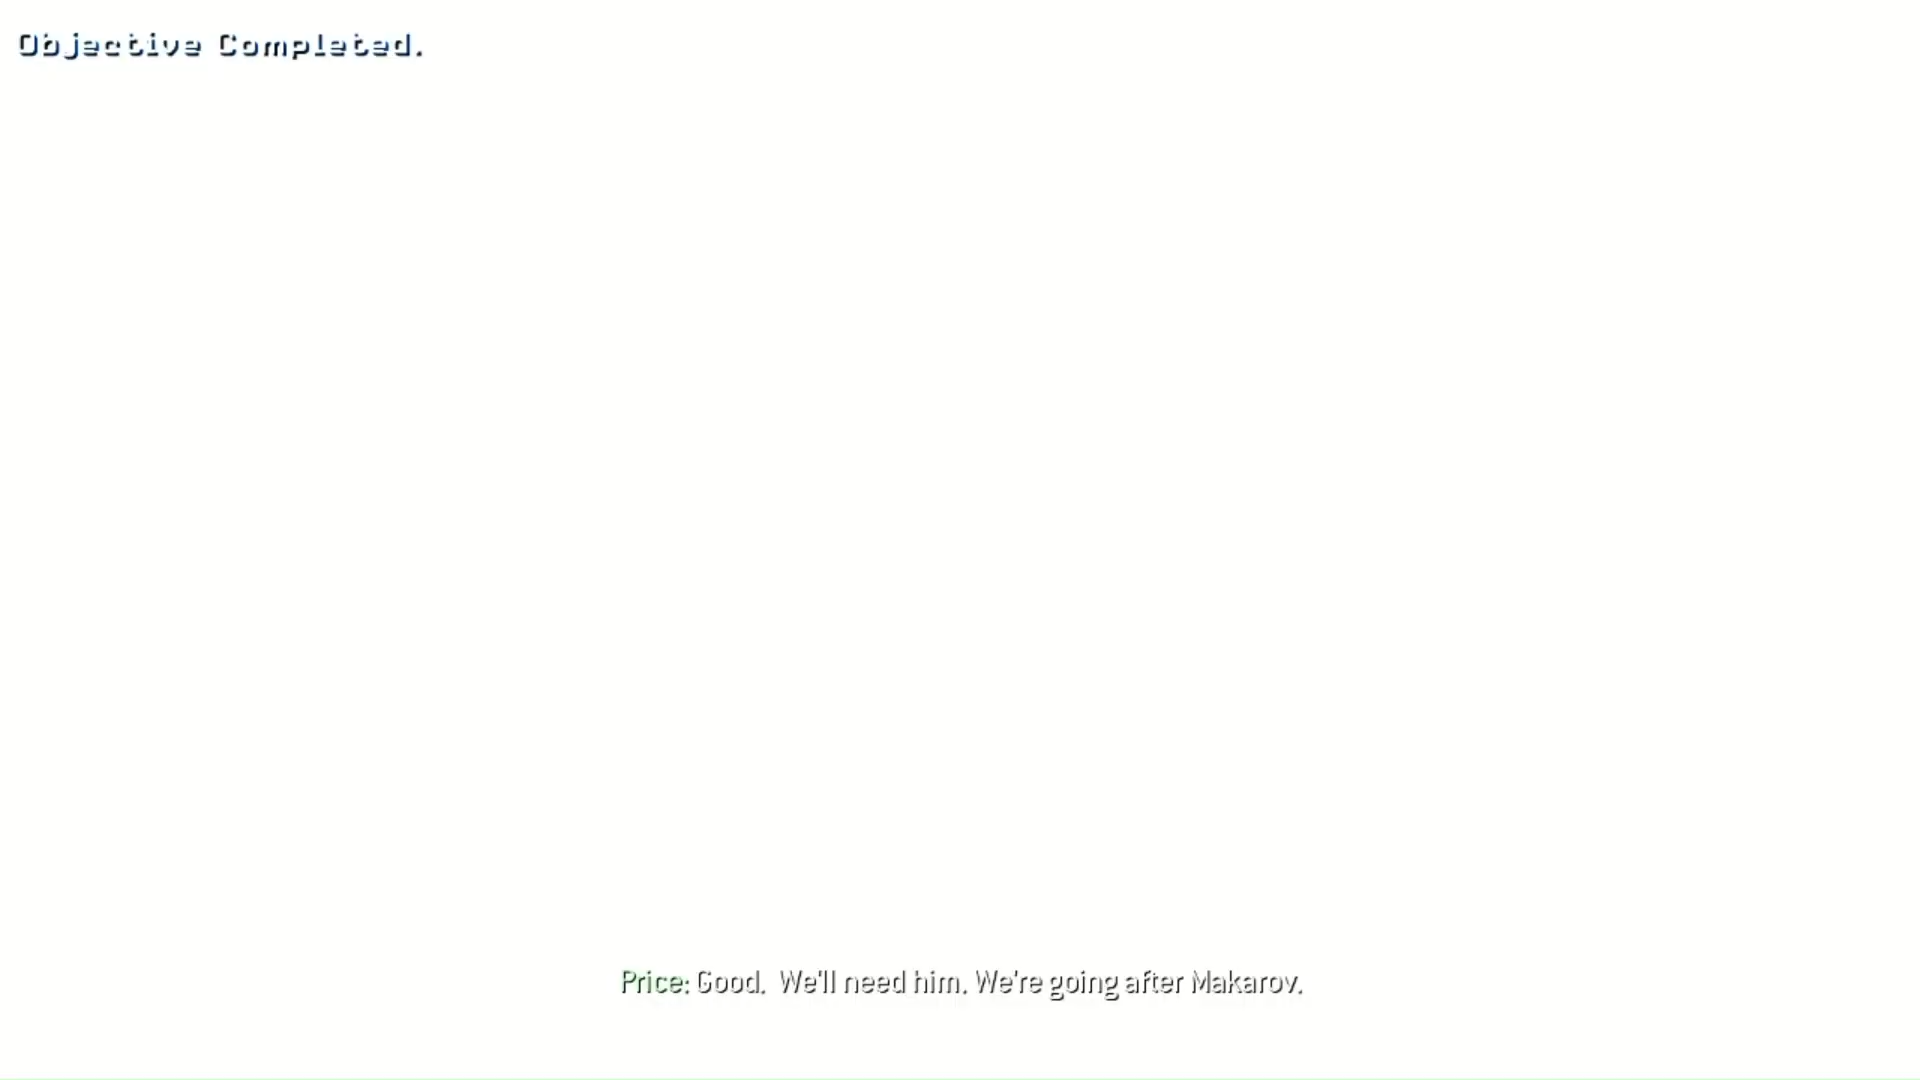 Objective Completed.
Price: Good.  We'll need him. We're going after Makarov.